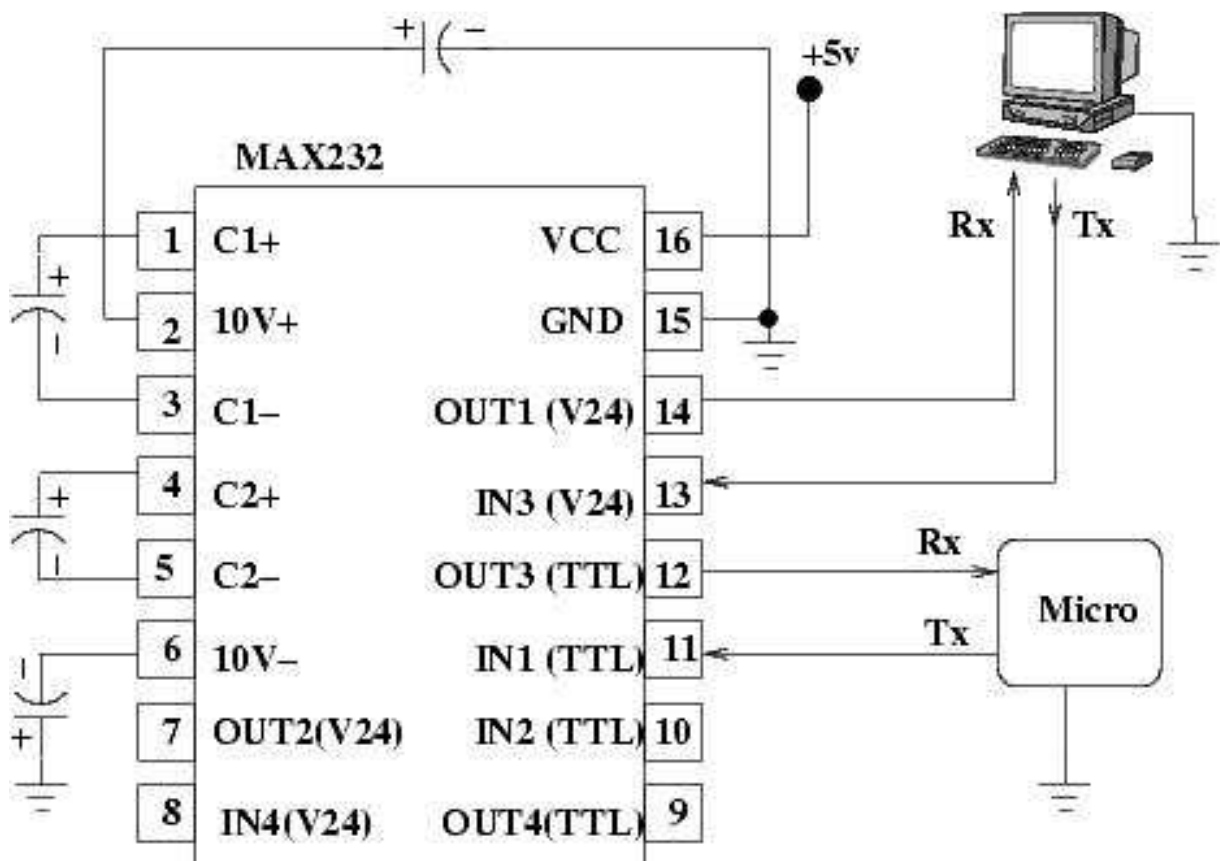 + −
+5v
MAX232
1 C1+ VCC 16
+
2 10V+ GND 15
−
3 C1− OUT1 (V24) 14
Rx Tx
4 C2+ IN3 (V24) 13
+
5 C2− OUT3 (TTL) 12
−
Rx
Micro
6 10V− IN1 (TTL) 11
−
Tx
7 OUT2(V24) IN2 (TTL) 10
+
8 IN4(V24) OUT4(TTL) 9